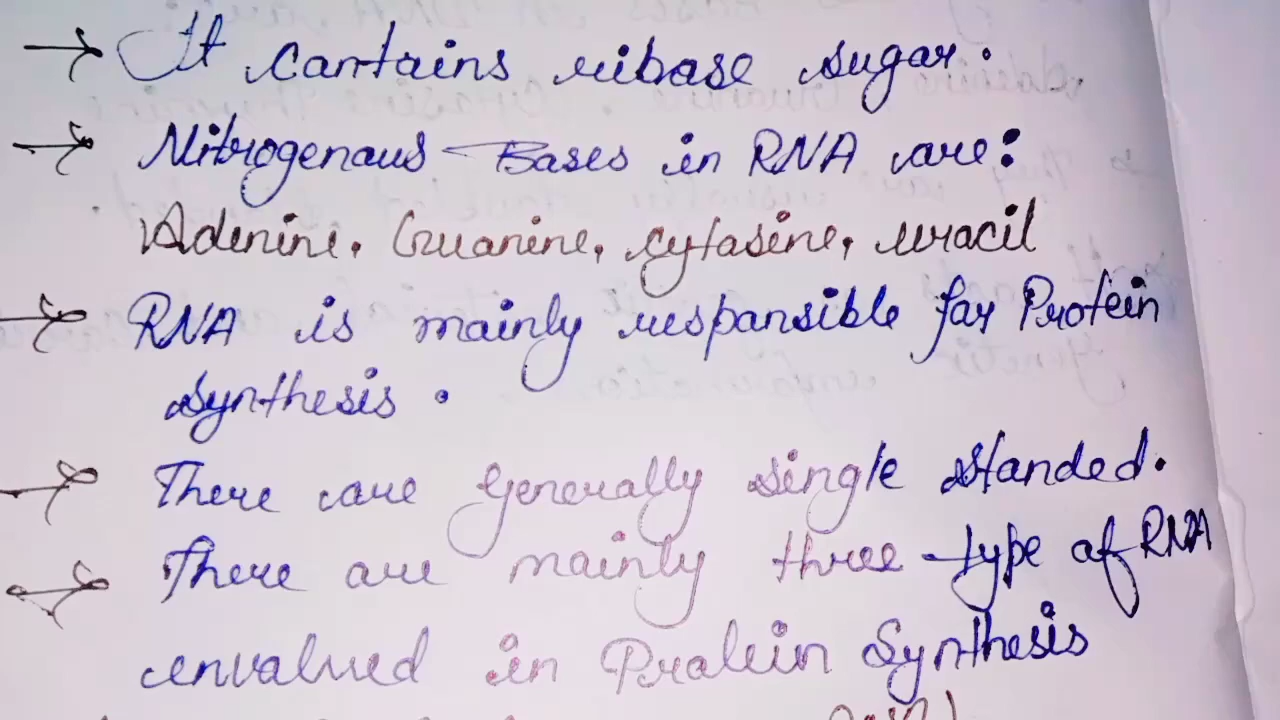 → It contains ribose sugar.
→ Nitrogenous Bases in RNA are:
Adenine, Guanine, cytosine, uracil
→ RNA is mainly responsible for Protein
synthesis.
→ There are generally single standed.
→ There are mainly three type of RNA
envolved in Protein Synthesis